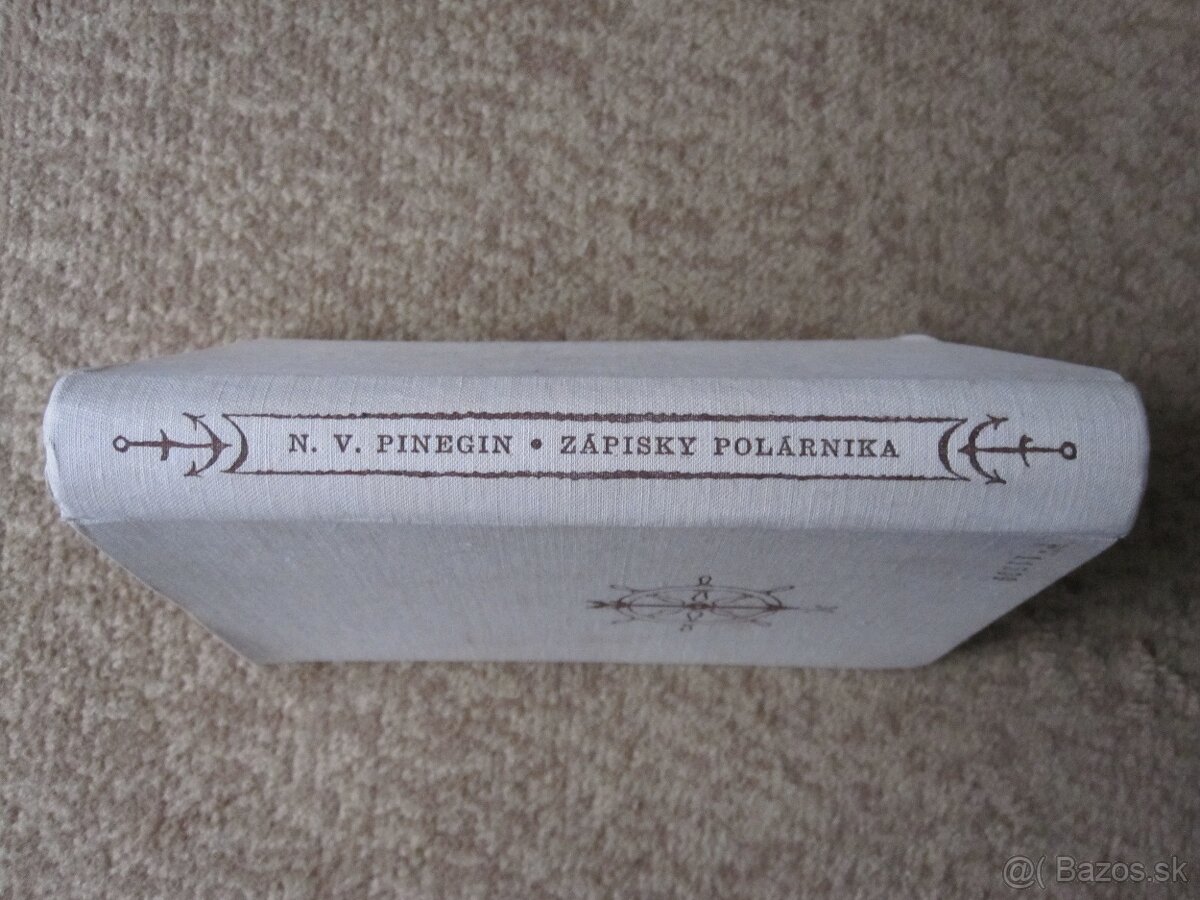 N. V. PINEGIN • ZÁPISKY POLÁRNIKA
@( Bazos.sk